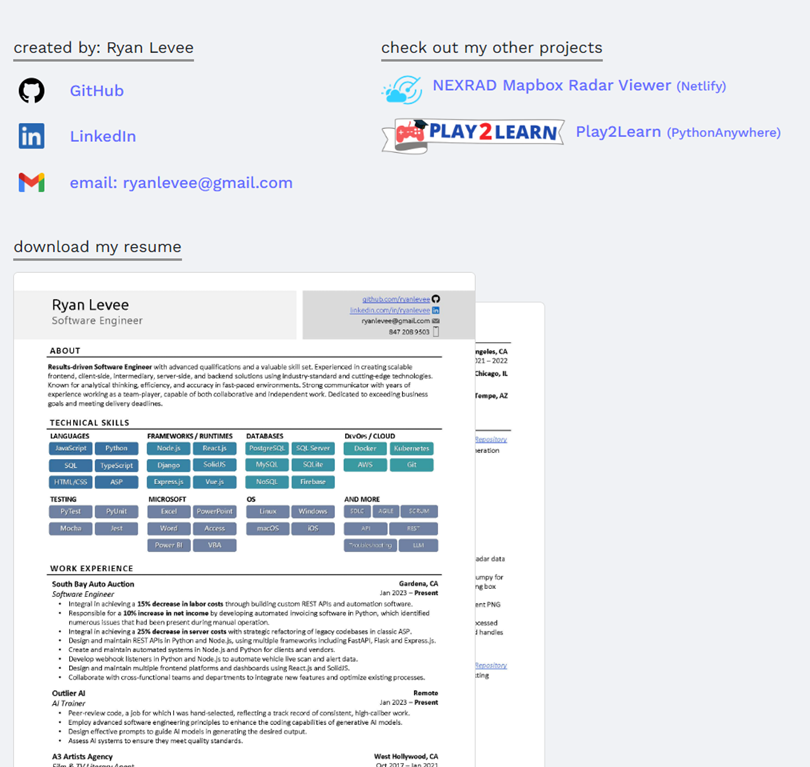 created by: Ryan Levee
GitHub
LinkedIn
email: ryanlevee@gmail.com
check out my other projects
NEXRAD Mapbox Radar Viewer (Netlify)
PLAY2LEARN
Play2Learn (PythonAnywhere)
download my resume
Ryan Levee
Software Engineer
github.com/ryanlevee
linkedin.com/in/ryanlevee
ryanlevee@gmail.com
847 208 9503
ABOUT
Results-driven Software Engineer with advanced qualifications and a valuable skill set. Experienced in creating scalable
frontend, client-side, intermediary, server-side, and backend solutions using industry-standard and cutting-edge technologies.
Known for analytical thinking, efficiency, and accuracy in fast-paced environments. Strong communicator with years of
experience working as a team-player, capable of both collaborative and independent work. Dedicated to exceeding business
goals and meeting delivery deadlines.
TECHNICAL SKILLS
LANGUAGES
JavaScript Python
SQL TypeScript
HTML/CSS ASP
FRAMEWORKS / RUNTIMES
Node.js React.js
Django SolidJS
Express.js Vue.js
DATABASES
PostgreSQL SQL Server
MySQL SQLite
NoSQL Firebase
DevOps / CLOUD
Docker Kubernetes
AWS Git
TESTING
PyTest PyUnit
Mocha Jest
MICROSOFT
Excel PowerPoint
Word Access
Power BI VBA
OS
Linux Windows
macOS iOS
AND MORE
SDLC AGILE SCRUM
API REST
Troubleshooting LLM
WORK EXPERIENCE
South Bay Auto Auction Gardena, CA
Software Engineer Jan 2023 – Present
• Integral in achieving a 15% decrease in labor costs through building custom REST APIs and automation software.
• Responsible for a 10% increase in net income by developing automated invoicing software in Python, which identified
numerous issues that had been present during manual operation.
• Integral in achieving a 25% decrease in server costs with strategic refactoring of legacy codebases in classic ASP.
• Design and maintain REST APIs in Python and Node.js, using multiple frameworks including FastAPI, Flask and Express.js.
• Create and maintain automated systems in Node.js and Python for clients and vendors.
• Develop webhook listeners in Python and Node.js to automate vehicle live scan and alert data.
• Design and maintain multiple frontend platforms and dashboards using React.js and SolidJS.
• Collaborate with cross-functional teams and departments to integrate new features and optimize existing processes.
Outlier AI Remote
AI Trainer Jan 2023 – Present
• Peer-review code, a job for which I was hand-selected, reflecting a track record of consistent, high-caliber work.
• Employ advanced software engineering principles to enhance the coding capabilities of generative AI models.
• Design effective prompts to guide AI models in generating the desired output.
• Assess AI systems to ensure they meet quality standards.
A3 Artists Agency West Hollywood, CA
Film & TV Literary Agent Oct 2017 – Jan 2021
ngeles, CA
021 – 2022
Chicago, IL
Tempe, AZ
Repository
eration
adar data
umpy for
ng box
ent PNG
ocessed
d handles
Repository
ting